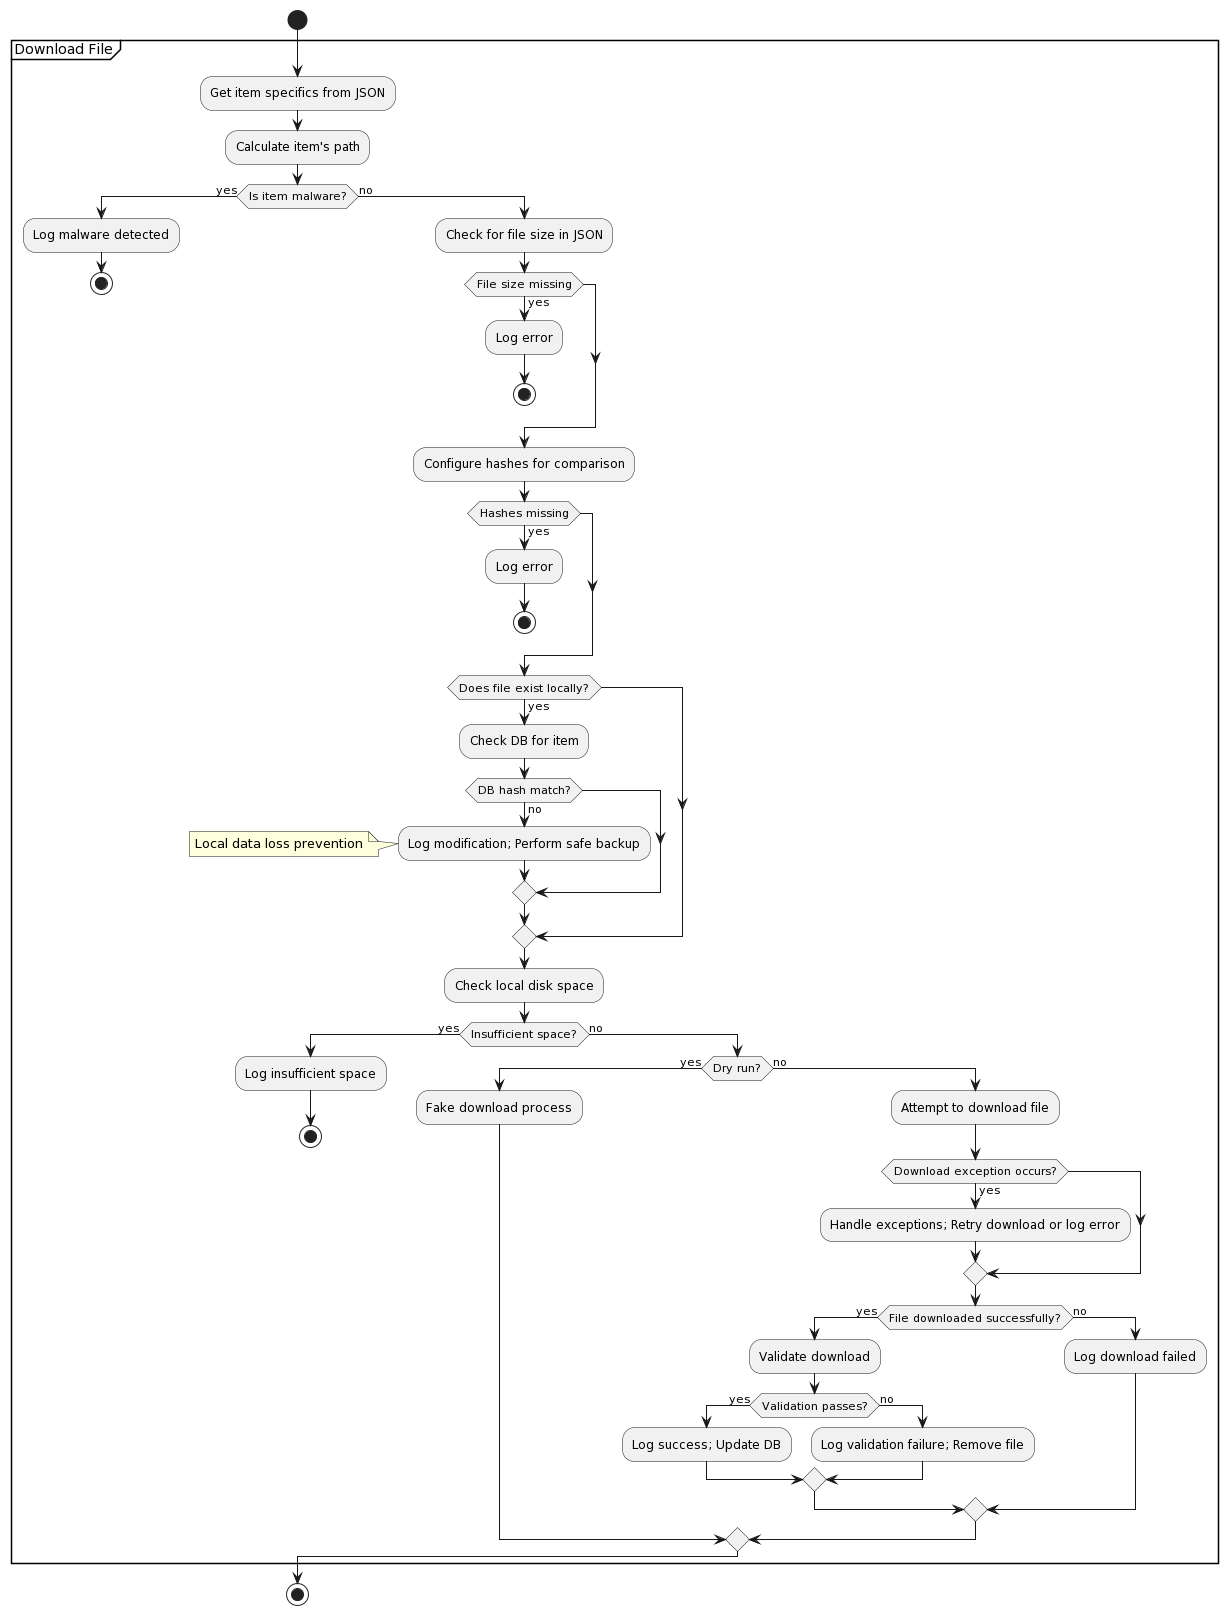 Download File
Get item specifics from JSON
Calculate item's path
yes
Is item malware?
no
Log malware detected
Check for file size in JSON
File size missing
yes
Log error
Configure hashes for comparison
Hashes missing
yes
Log error
Does file exist locally?
yes
Check DB for item
DB hash match?
no
Local data loss prevention
Log modification; Perform safe backup
Check local disk space
yes
Insufficient space?
no
Log insufficient space
yes
Dry run?
no
Fake download process
Attempt to download file
Download exception occurs?
yes
Handle exceptions; Retry download or log error
yes
File downloaded successfully?
no
Validate download
Log download failed
yes
Validation passes?
no
Log success; Update DB
Log validation failure; Remove file